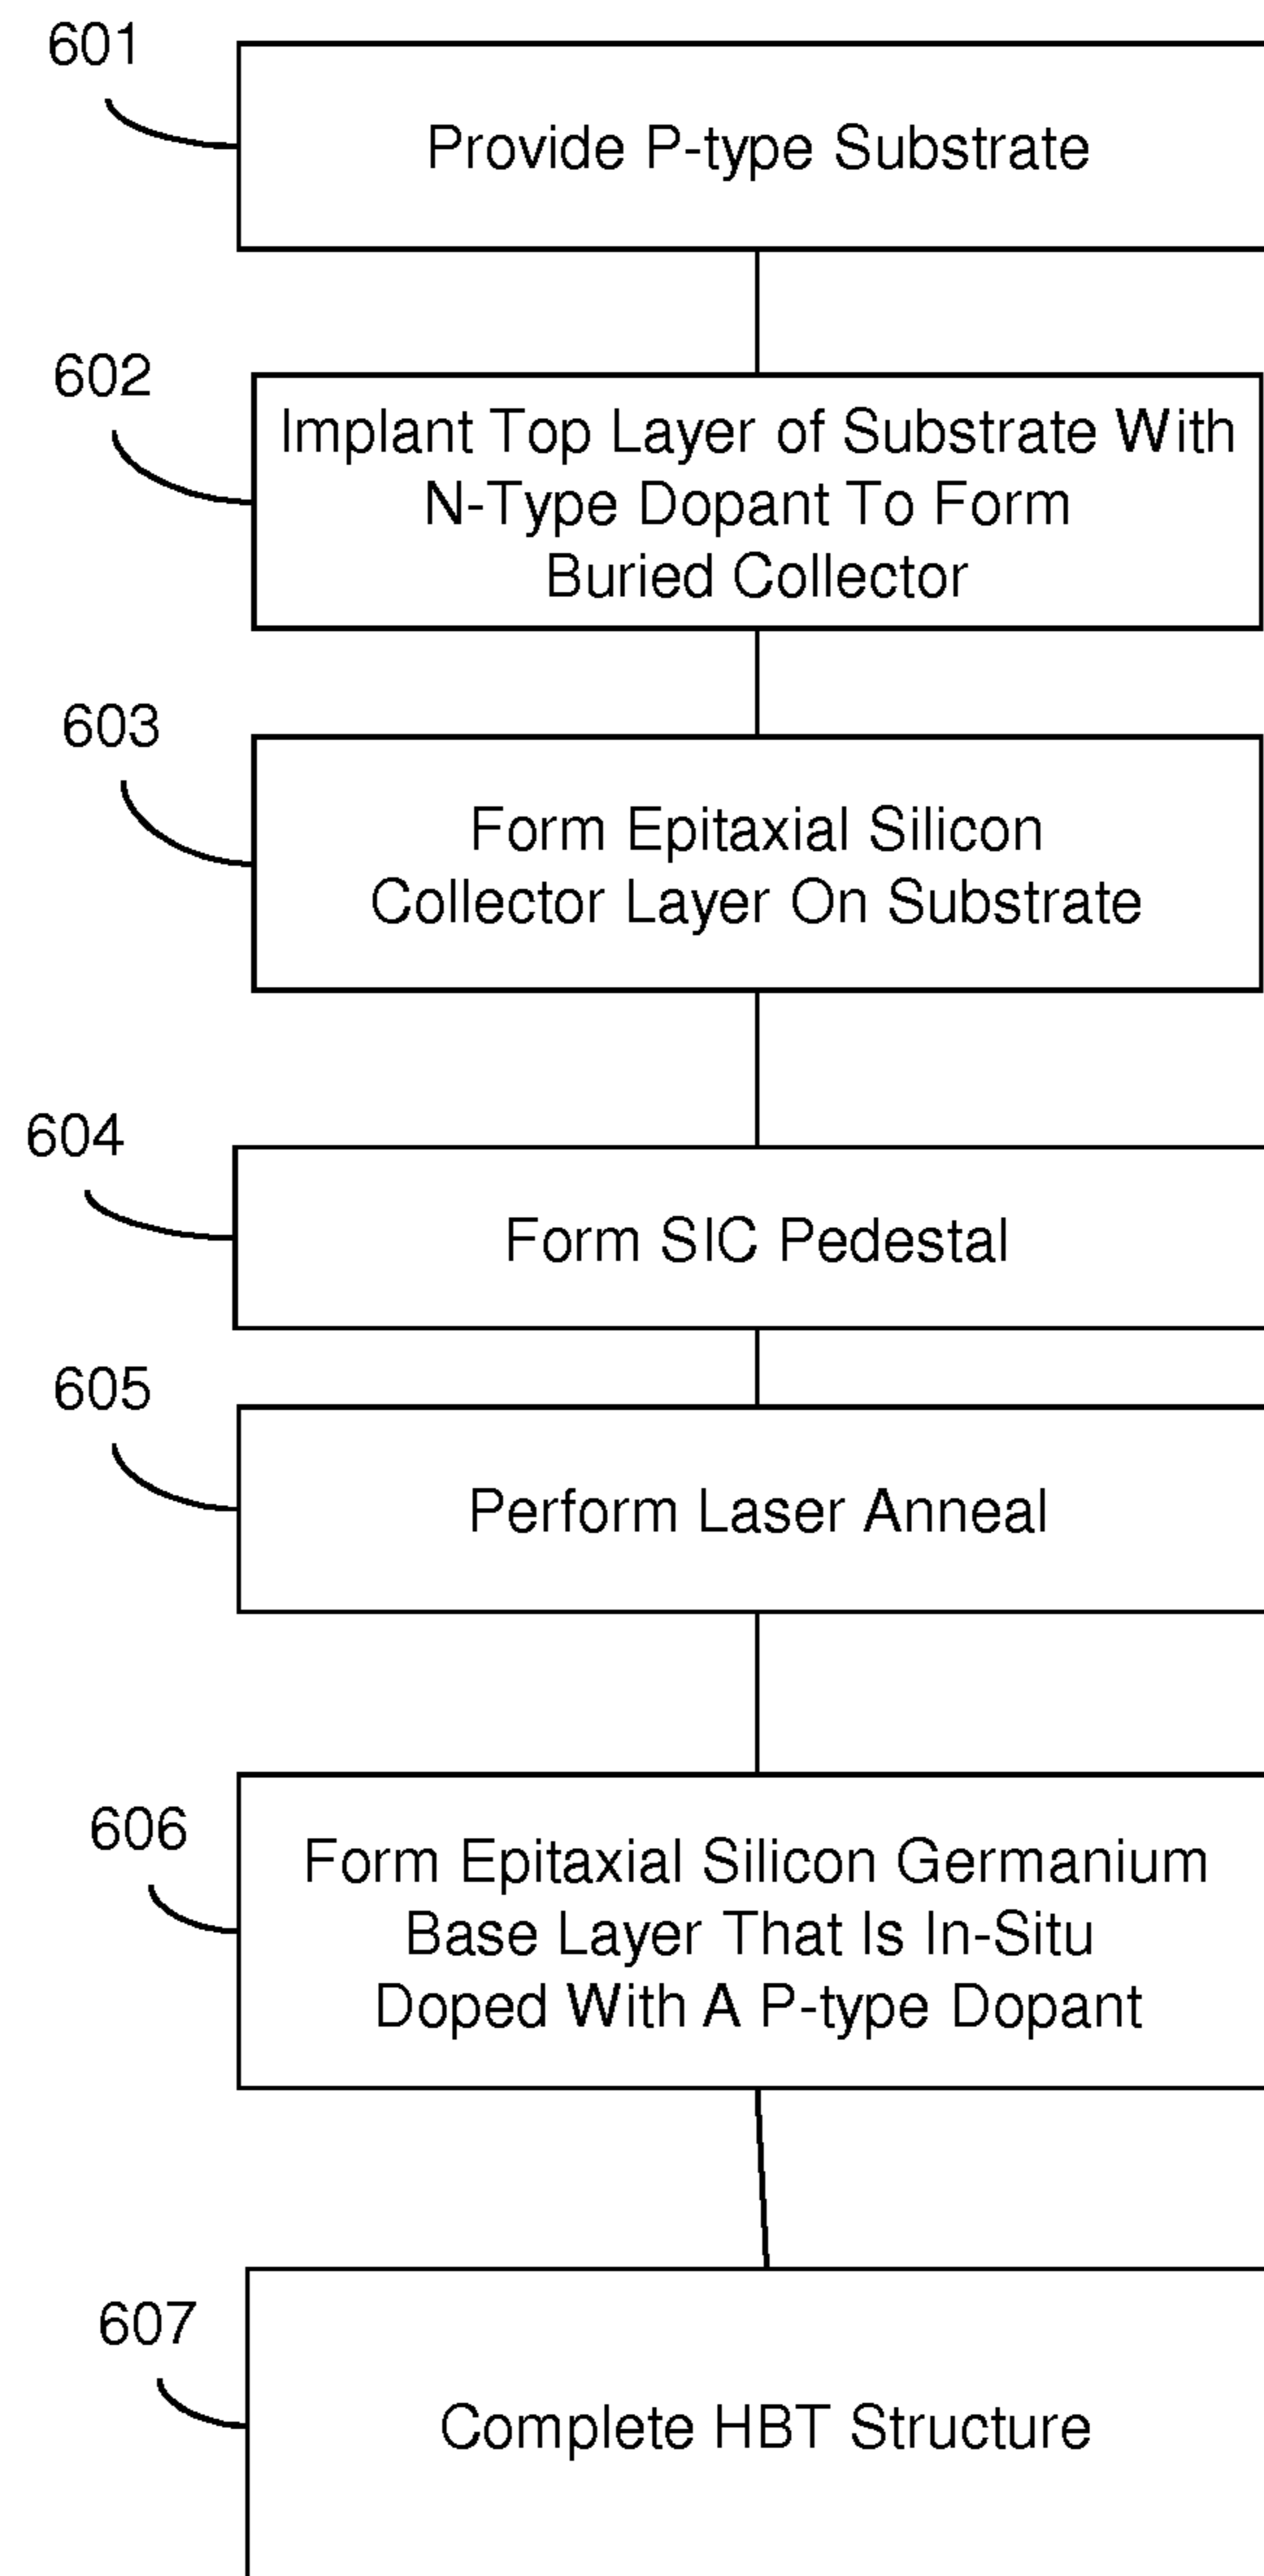 601
Provide P-type Substrate
602
Implant Top Layer of Substrate With
N-Type Dopant To Form
Buried Collector
603
Form Epitaxial Silicon
Collector Layer On Substrate
604
Form SIC Pedestal
605
Perform Laser Anneal
606
Form Epitaxial Silicon Germanium
Base Layer That Is In-Situ
Doped With A P-type Dopant
607
Complete HBT Structure